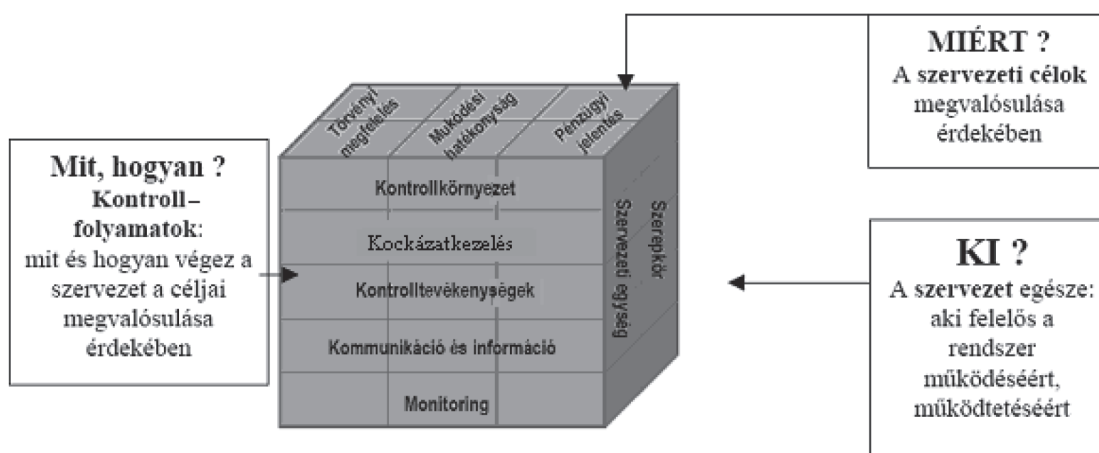 MIÉRT ?
A szervezeti célok
megvalósulása
érdekében
Mit, hogyan ?
Kontroll–
folyamatok:
mit és hogyan végez a
szervezet a céljai
megvalósulása
érdekében
Törvényi
megfelelés
Muködési
hatékonyság
Pénzügyi
jelentés
Kontrollkörnyezet
Kockázatkezelés
Kontrolltevékenységek
Kommunikáció és információ
Monitoring
Szervezeti egység
Szerepkör
KI ?
A szervezet egésze:
aki felelős a
rendszer
működéséért,
működtetéséért